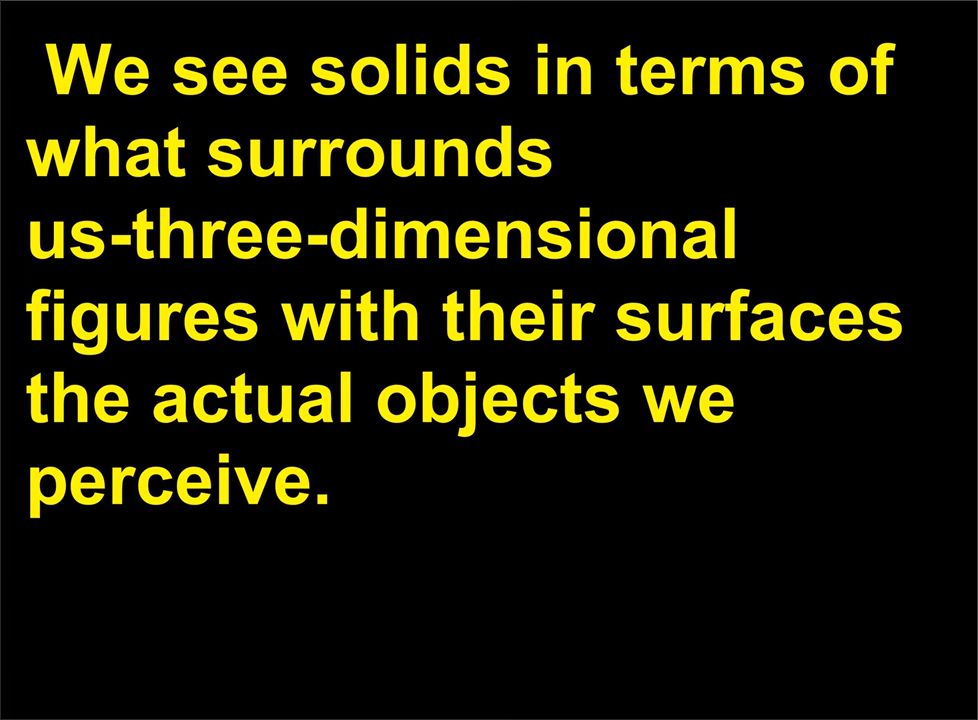 We see solids in terms of
what surrounds
us-three-dimensional
figures with their surfaces
the actual objects we
perceive.